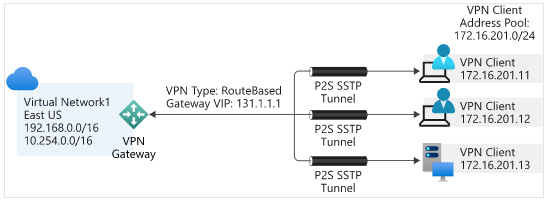 VPN Client
Address Pool:
172.16.201.0/24
VPN Client
172.16.201.11
P2S SSTP
Tunnel
VPN Type: RouteBased
Gateway VIP: 131.1.1.1
Virtual Network1
East US
192.168.0.0/16
10.254.0.0/16
VPN
Gateway
VPN Client
172.16.201.12
P2S SSTP
Tunnel
VPN Client
172.16.201.13
P2S SSTP
Tunnel